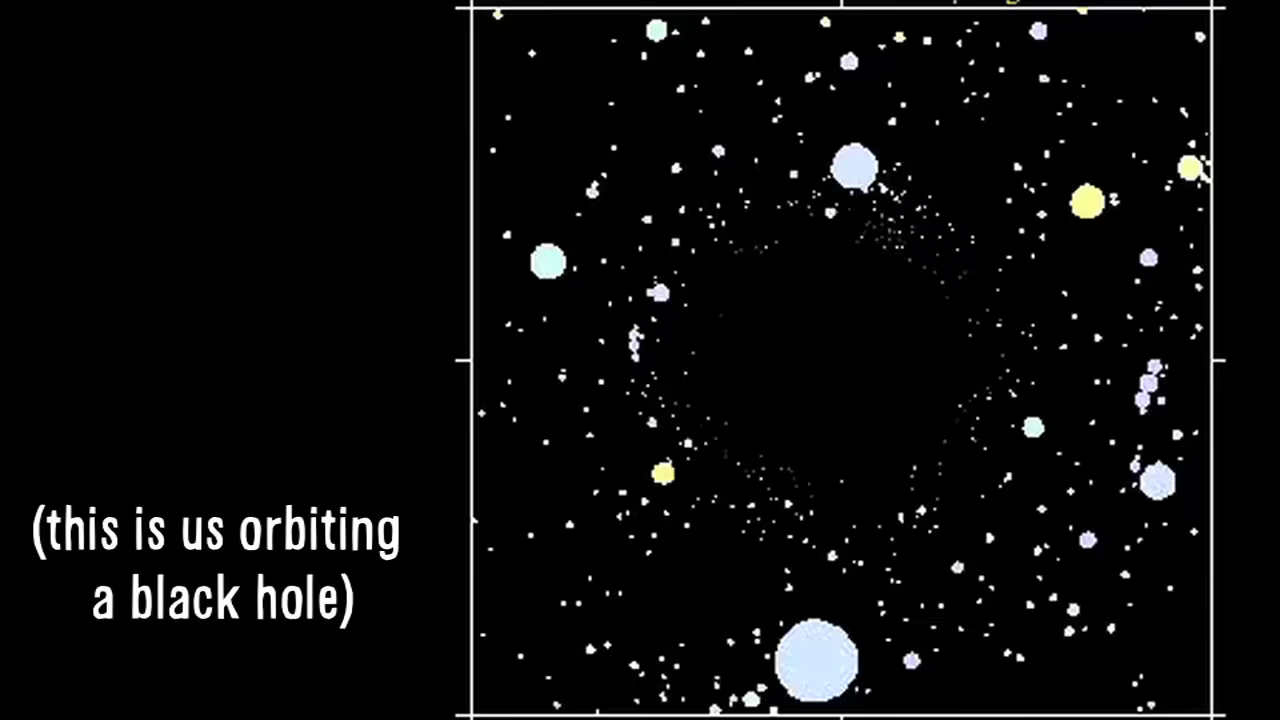 (this is us orbiting
a black hole)